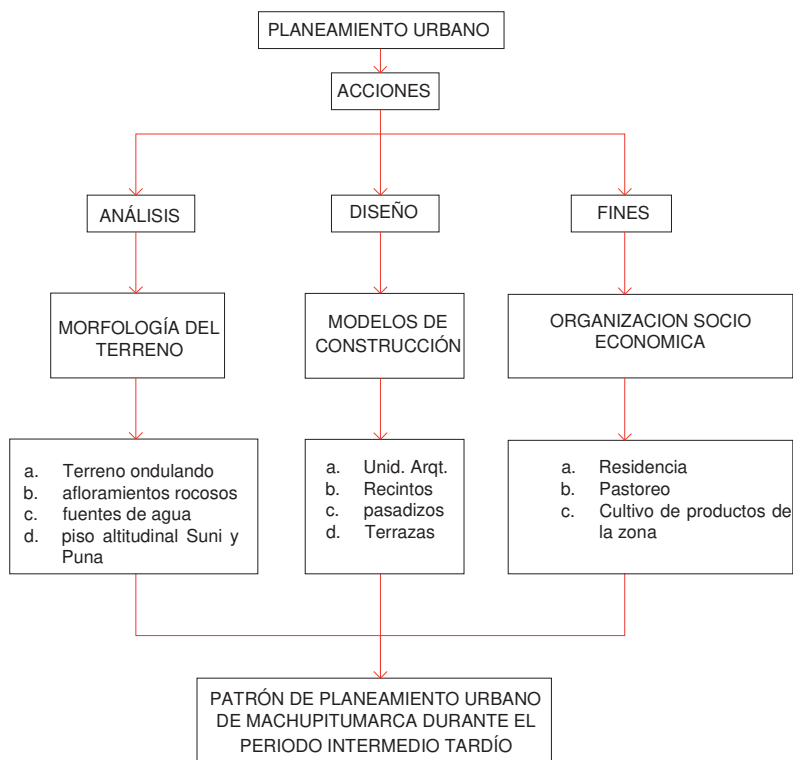 PLANEAMIENTO URBANO
ACCIONES
ANÁLISIS
DISEÑO
FINES
MORFOLOGÍA DEL
TERRENO
MODELOS DE
CONSTRUCCIÓN
ORGANIZACION SOCIO
ECONOMICA
a. Terreno ondulando
b. afloramientos rocosos
c. fuentes de agua
d. piso altitudinal Suni y
Puna
a. Unid. Arqt.
b. Recintos
c. pasadizos
d. Terrazas
a. Residencia
b. Pastoreo
c. Cultivo de productos de
la zona
PATRÓN DE PLANEAMIENTO URBANO
DE MACHUPITUMARCA DURANTE EL
PERIODO INTERMEDIO TARDÍO